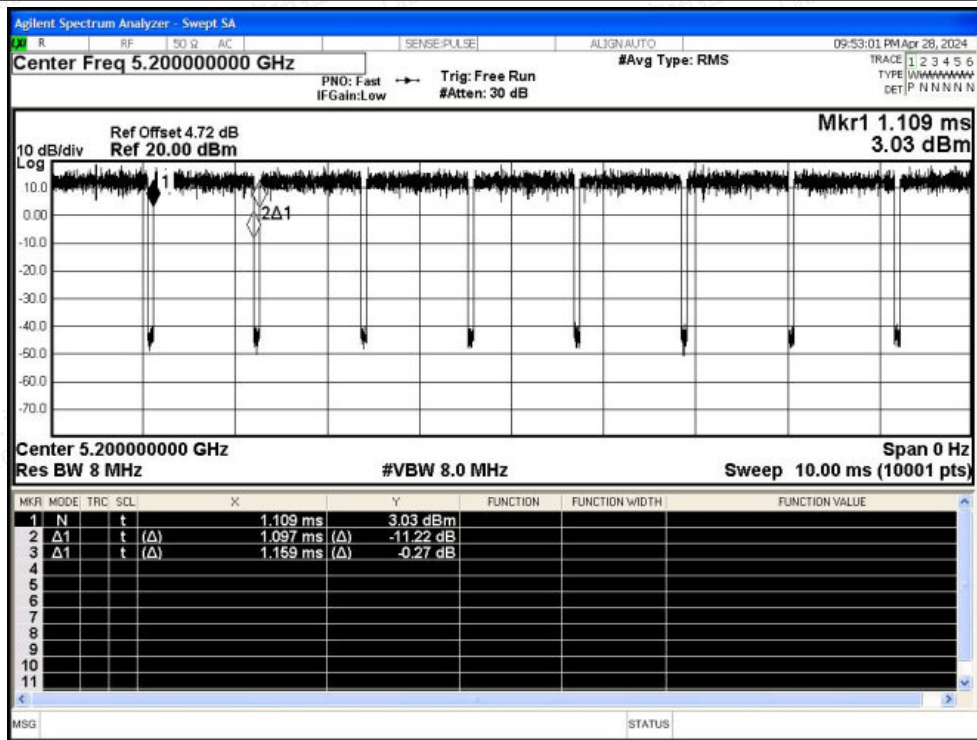 Agilent Spectrum Analyzer - Swept SA
LXI R RF 50 Ω AC SENSE:PULSE ALIGNAUTO 09:53:01 PM Apr 28, 2024
Center Freq 5.200000000 GHz
#Avg Type: RMS
TRACE 1 2 3 4 5 6
PNO: Fast
Trig: Free Run
TYPE WWWWWW
IFGain:Low
#Atten: 30 dB
DET P N N N N N
Mkr1 1.109 ms
3.03 dBm
Ref Offset 4.72 dB
10 dB/div Ref 20.00 dBm
Log
10.0
1
0.00
2Δ1
-10.0
-20.0
-30.0
-40.0
-50.0
-60.0
-70.0
Center 5.200000000 GHz Span 0 Hz
Res BW 8 MHz #VBW 8.0 MHz Sweep 10.00 ms (10001 pts)
MKR MODE TRC SCL X Y FUNCTION FUNCTION WIDTH FUNCTION VALUE
1 N t 1.109 ms 3.03 dBm
2 Δ1 t (Δ) 1.097 ms (Δ) -11.22 dB
3 Δ1 t (Δ) 1.159 ms (Δ) -0.27 dB
4
5
6
7
8
9
10
11
MSG STATUS